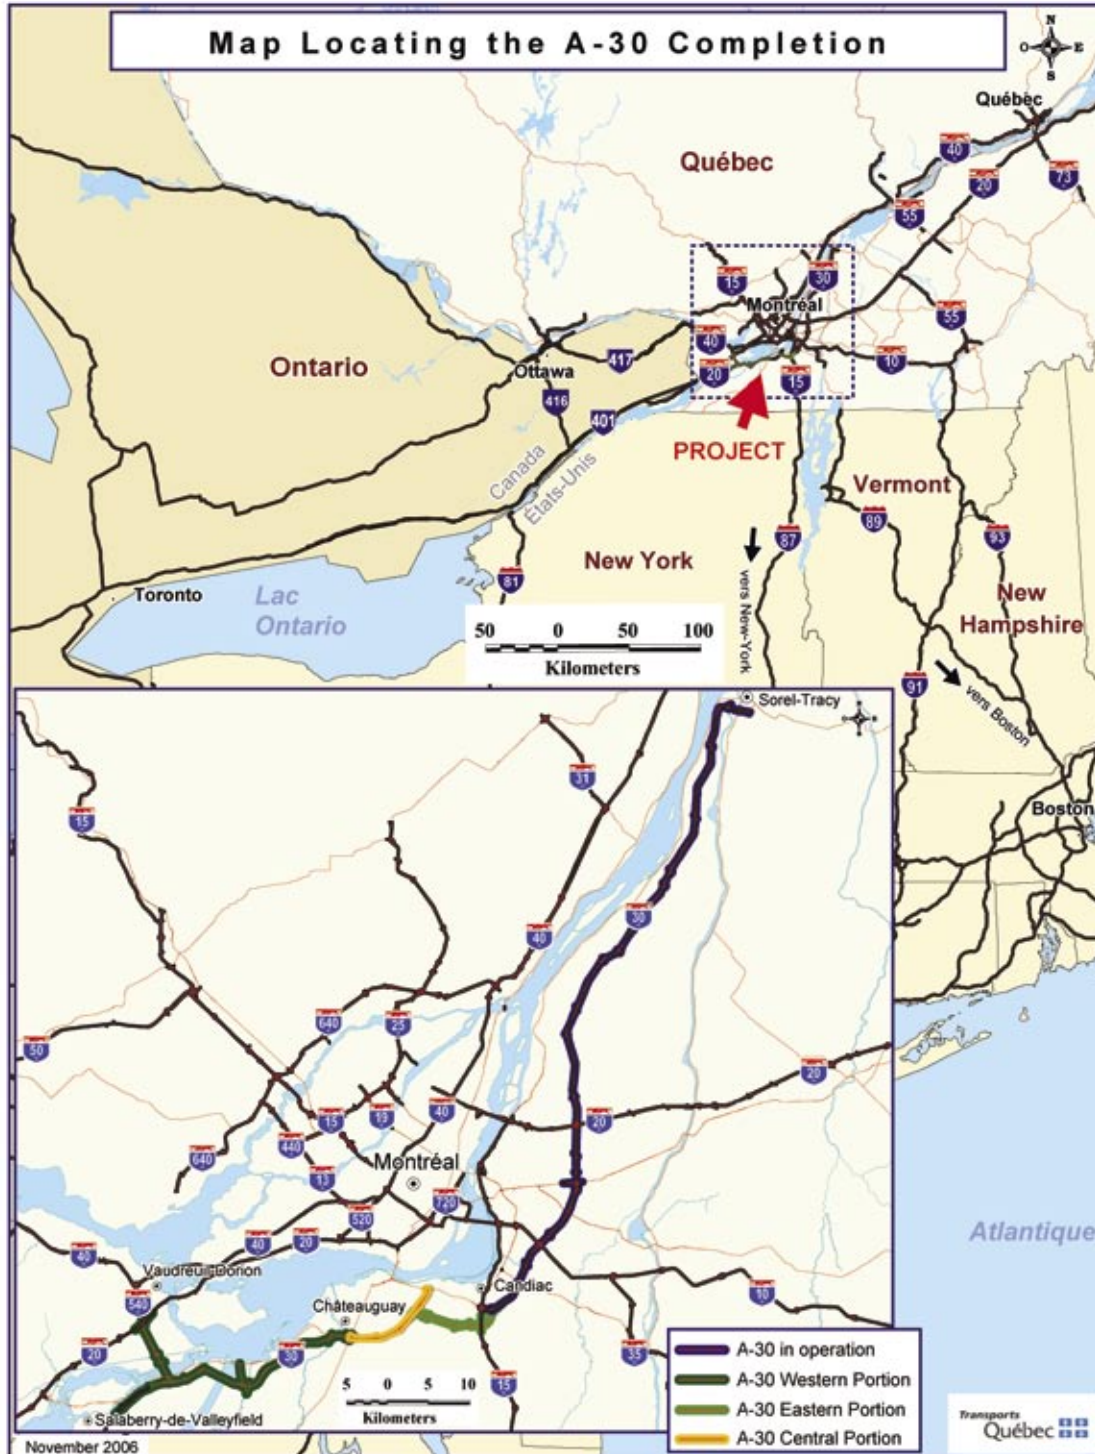 Map Locating the A-30 Completion
N
O E
S
Québec
40
20
73
Québec
55
15
30
Montréal
55
40
417
10
Ontario
Ottawa
20
15
416
401
PROJECT
Canada
États-Unis
Vermont
89
87
93
New York
81
vers New-York
Toronto
Lac
Ontario
New
Hampshire
50 0 50 100
Kilometers
91
vers Boston
Boston
Sorel-Tracy
31
15
30
40
640
25
50
20
15
19
40
20
440
640
Montréal
13
720
520
40
20
40
Vaudreuil-Dorion
Candiac
540
Châteauguay
10
20
30
35
15
5 0 5 10
Kilometers
Salaberry-de-Valleyfield
Atlantique
A-30 in operation
A-30 Western Portion
A-30 Eastern Portion
A-30 Central Portion
Transports
Québec
November 2006